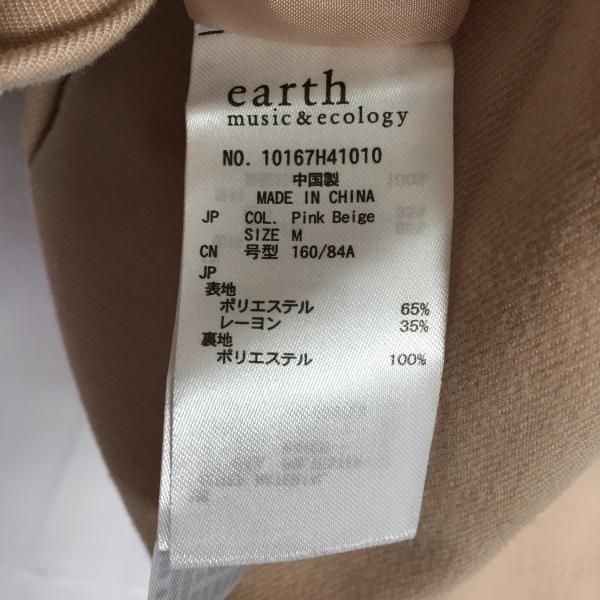 earth
music & ecology
NO. 10167H41010
中国製
MADE IN CHINA
JP COL. Pink Beige
SIZE M
CN 号型 160/84A
JP
表地
ポリエステル 65%
レーヨン 35%
裏地
ポリエステル 100%